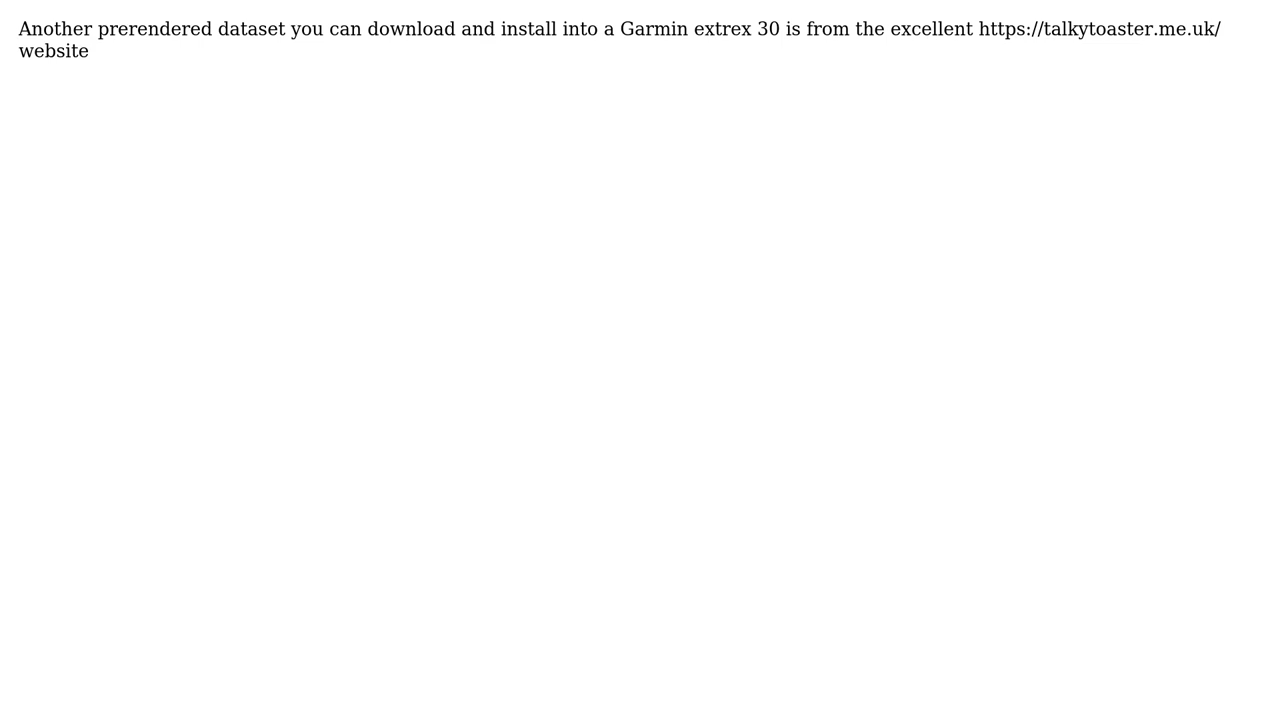 Another prerendered dataset you can download and install into a Garmin extrex 30 is from the excellent https://talkytoaster.me.uk/
website